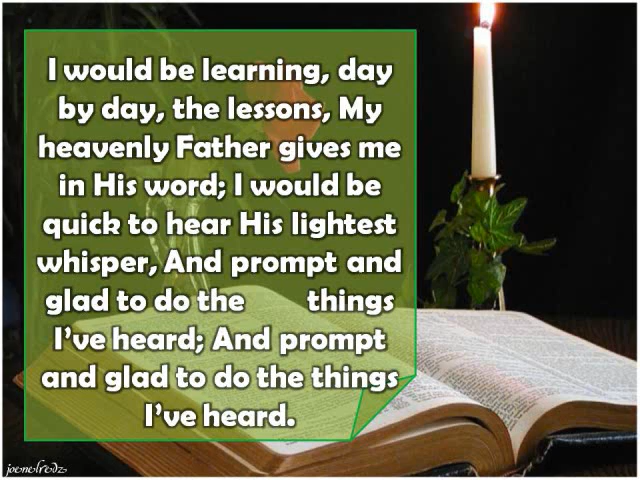 I would be learning, day
by day, the lessons, My
heavenly Father gives me
in His word; I would be
quick to hear His lightest
whisper, And prompt and
glad to do the things
I've heard; And prompt
and glad to do the things
I've heard.
joenelredz